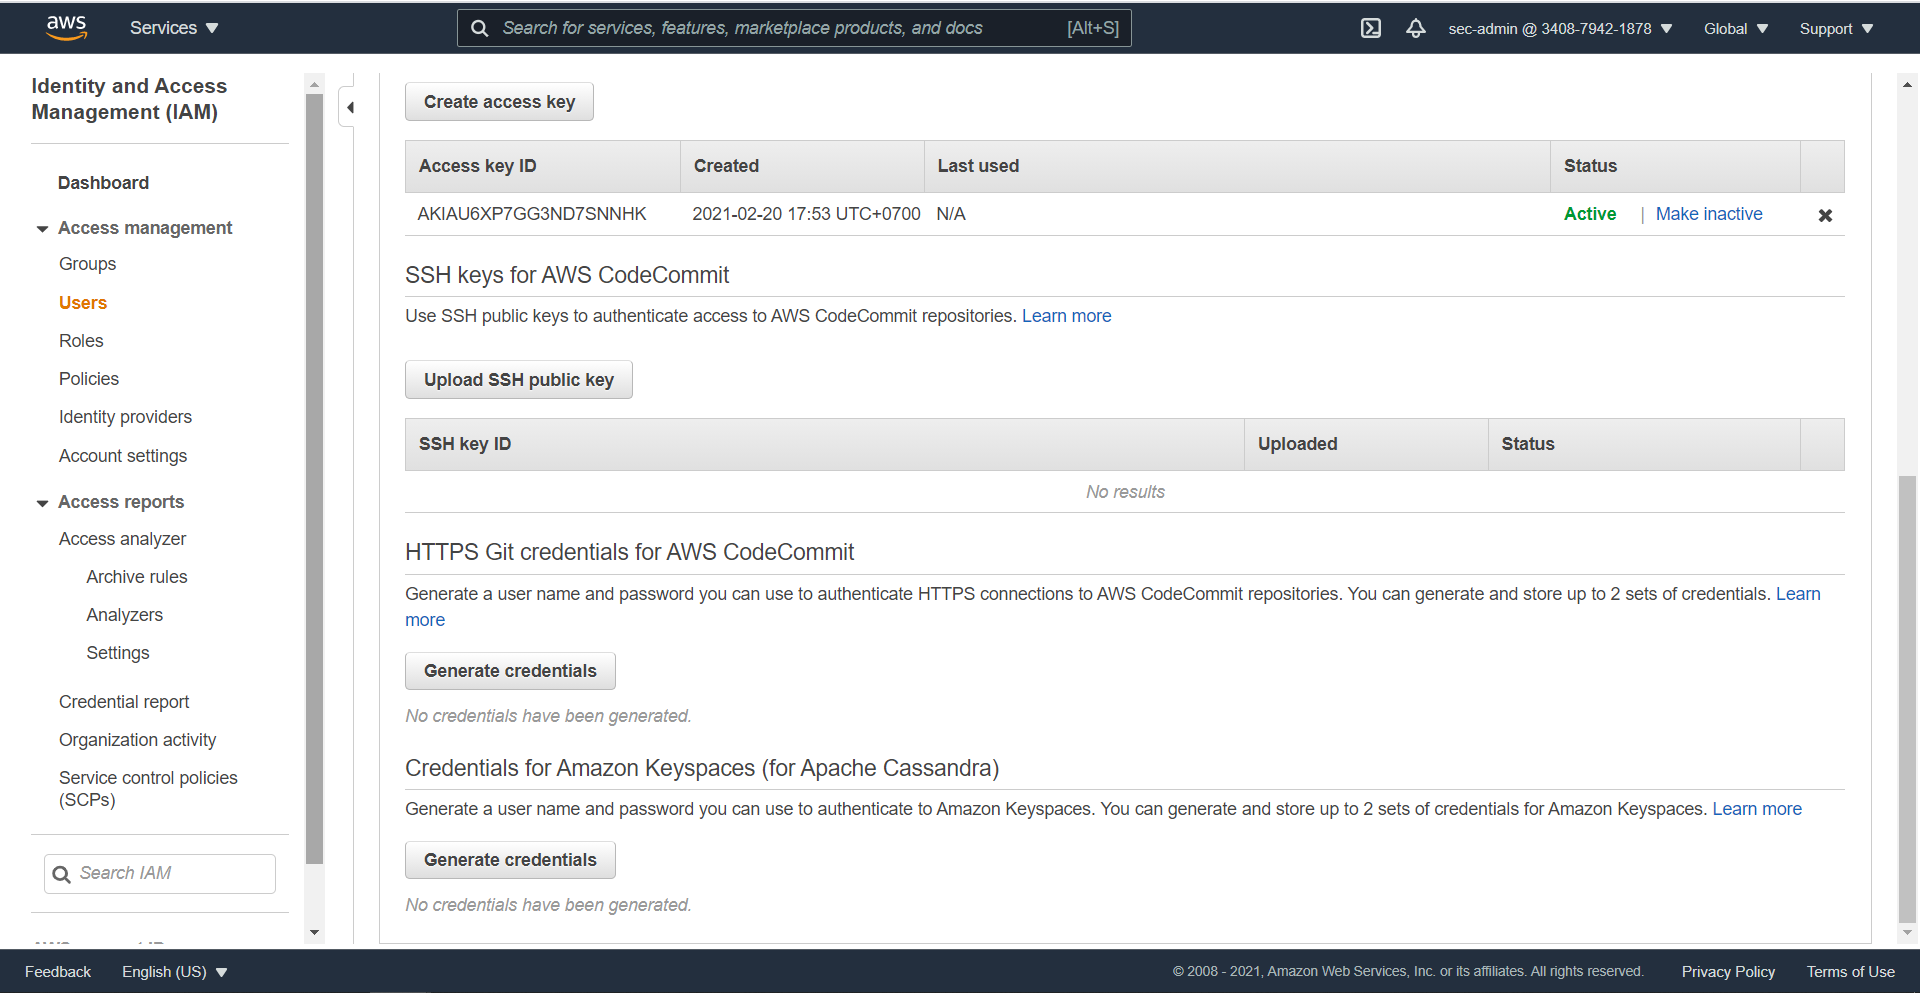 aws
Services
Search for services, features, marketplace products, and docs [Alt+S]
sec-admin @ 3408-7942-1878
Global
Support
Identity and Access
Management (IAM)
Dashboard
Access management
Groups
Users
Roles
Policies
Identity providers
Account settings
Access reports
Access analyzer
Archive rules
Analyzers
Settings
Credential report
Organization activity
Service control policies
(SCPs)
Search IAM
Create access key
Access key ID Created Last used Status
AKIAU6XP7GG3ND7SNNHK 2021-02-20 17:53 UTC+0700 N/A Active | Make inactive
SSH keys for AWS CodeCommit
Use SSH public keys to authenticate access to AWS CodeCommit repositories. Learn more
Upload SSH public key
SSH key ID Uploaded Status
No results
HTTPS Git credentials for AWS CodeCommit
Generate a user name and password you can use to authenticate HTTPS connections to AWS CodeCommit repositories. You can generate and store up to 2 sets of credentials. Learn
more
Generate credentials
No credentials have been generated.
Credentials for Amazon Keyspaces (for Apache Cassandra)
Generate a user name and password you can use to authenticate to Amazon Keyspaces. You can generate and store up to 2 sets of credentials for Amazon Keyspaces. Learn more
Generate credentials
No credentials have been generated.
Feedback
English (US)
© 2008 - 2021, Amazon Web Services, Inc. or its affiliates. All rights reserved.
Privacy Policy
Terms of Use